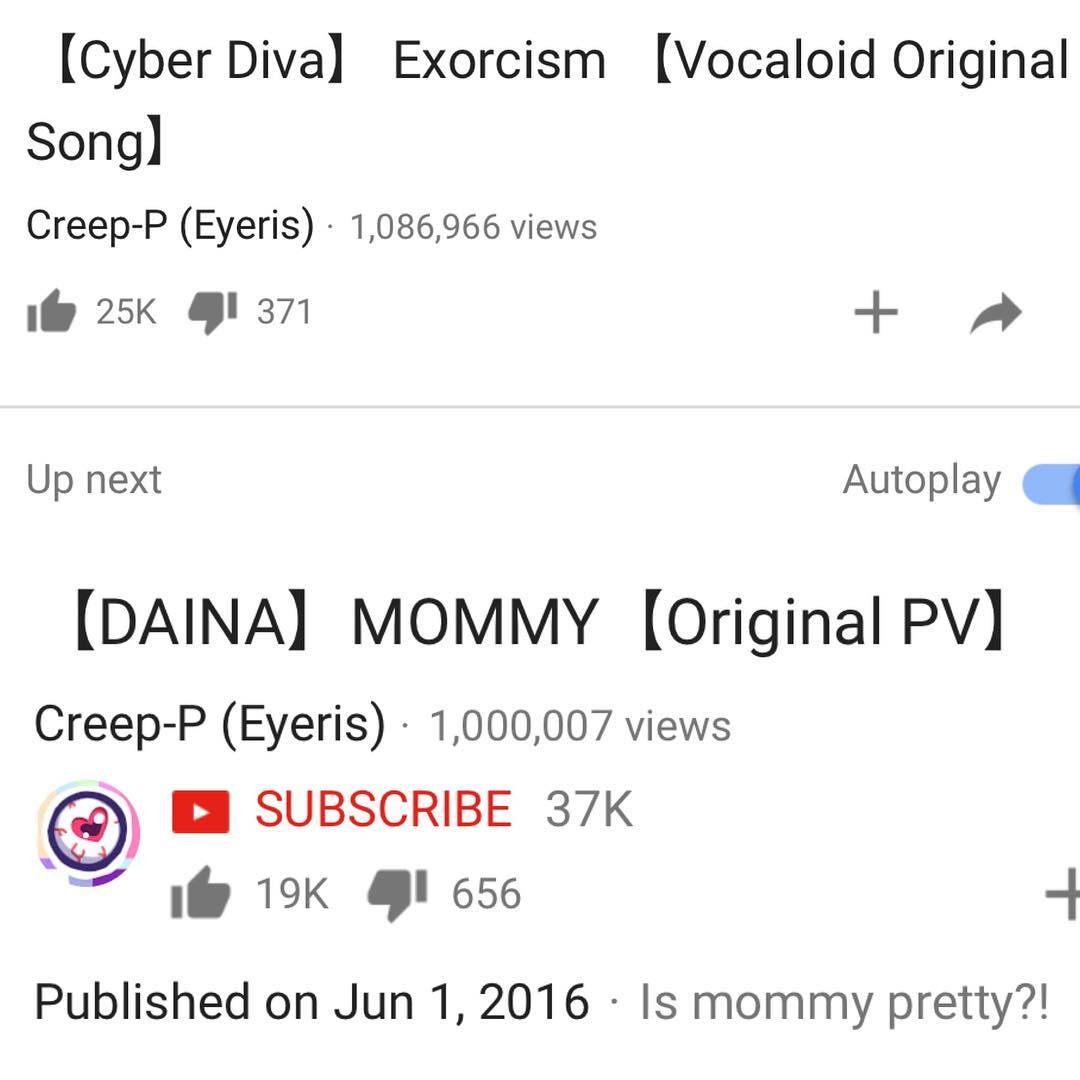 【Cyber Diva】 Exorcism 【Vocaloid Original
Song】
Creep-P (Eyeris) · 1,086,966 views
25K 371
Up next Autoplay
【DAINA】 MOMMY 【Original PV】
Creep-P (Eyeris) · 1,000,007 views
SUBSCRIBE 37K
19K 656
Published on Jun 1, 2016 · Is mommy pretty?!